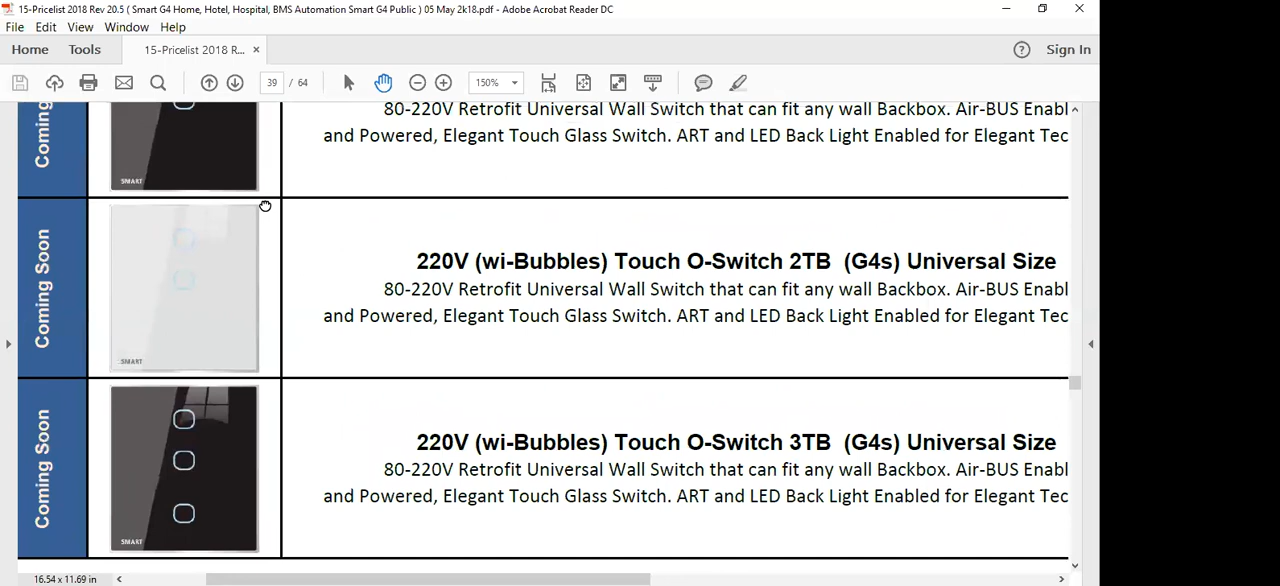 15-Pricelist 2018 Rev 20.5 ( Smart G4 Home, Hotel, Hospital, BMS Automation Smart G4 Public ) 05 May 2k18.pdf - Adobe Acrobat Reader DC
File Edit View Window Help
Home Tools 15-Pricelist 2018 R... × ? Sign In
39 / 64 150%
Coming
SMART
80-220V Retrofit Universal Wall Switch that can fit any wall Backbox. Air-BUS Enabl
and Powered, Elegant Touch Glass Switch. ART and LED Back Light Enabled for Elegant Tec
Coming Soon
SMART
220V (wi-Bubbles) Touch O-Switch 2TB (G4s) Universal Size
80-220V Retrofit Universal Wall Switch that can fit any wall Backbox. Air-BUS Enabl
and Powered, Elegant Touch Glass Switch. ART and LED Back Light Enabled for Elegant Tec
Coming Soon
SMART
220V (wi-Bubbles) Touch O-Switch 3TB (G4s) Universal Size
80-220V Retrofit Universal Wall Switch that can fit any wall Backbox. Air-BUS Enabl
and Powered, Elegant Touch Glass Switch. ART and LED Back Light Enabled for Elegant Tec
16.54 x 11.69 in